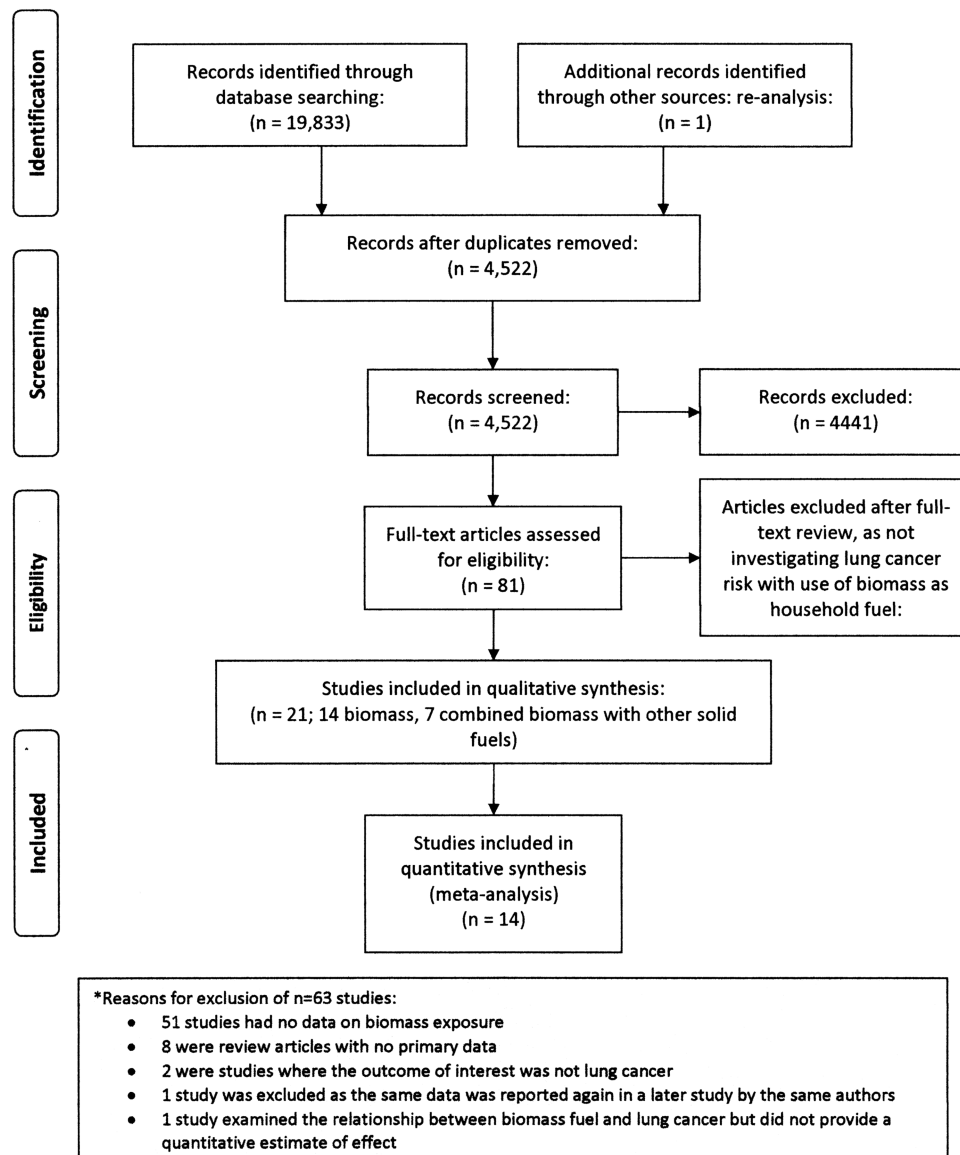 Identification
Records identified through
database searching:
(n = 19,833)
Additional records identified
through other sources: re-analysis:
(n = 1)
Records after duplicates removed:
(n = 4,522)
Screening
Records screened:
(n = 4,522)
Records excluded:
(n = 4441)
Eligibility
Full-text articles assessed
for eligibility:
(n = 81)
Articles excluded after full-
text review, as not
investigating lung cancer
risk with use of biomass as
household fuel:
Studies included in qualitative synthesis:
(n = 21; 14 biomass, 7 combined biomass with other solid
fuels)
Included
Studies included in
quantitative synthesis
(meta-analysis)
(n = 14)
*Reasons for exclusion of n=63 studies:
• 51 studies had no data on biomass exposure
• 8 were review articles with no primary data
• 2 were studies where the outcome of interest was not lung cancer
• 1 study was excluded as the same data was reported again in a later study by the same authors
• 1 study examined the relationship between biomass fuel and lung cancer but did not provide a
quantitative estimate of effect